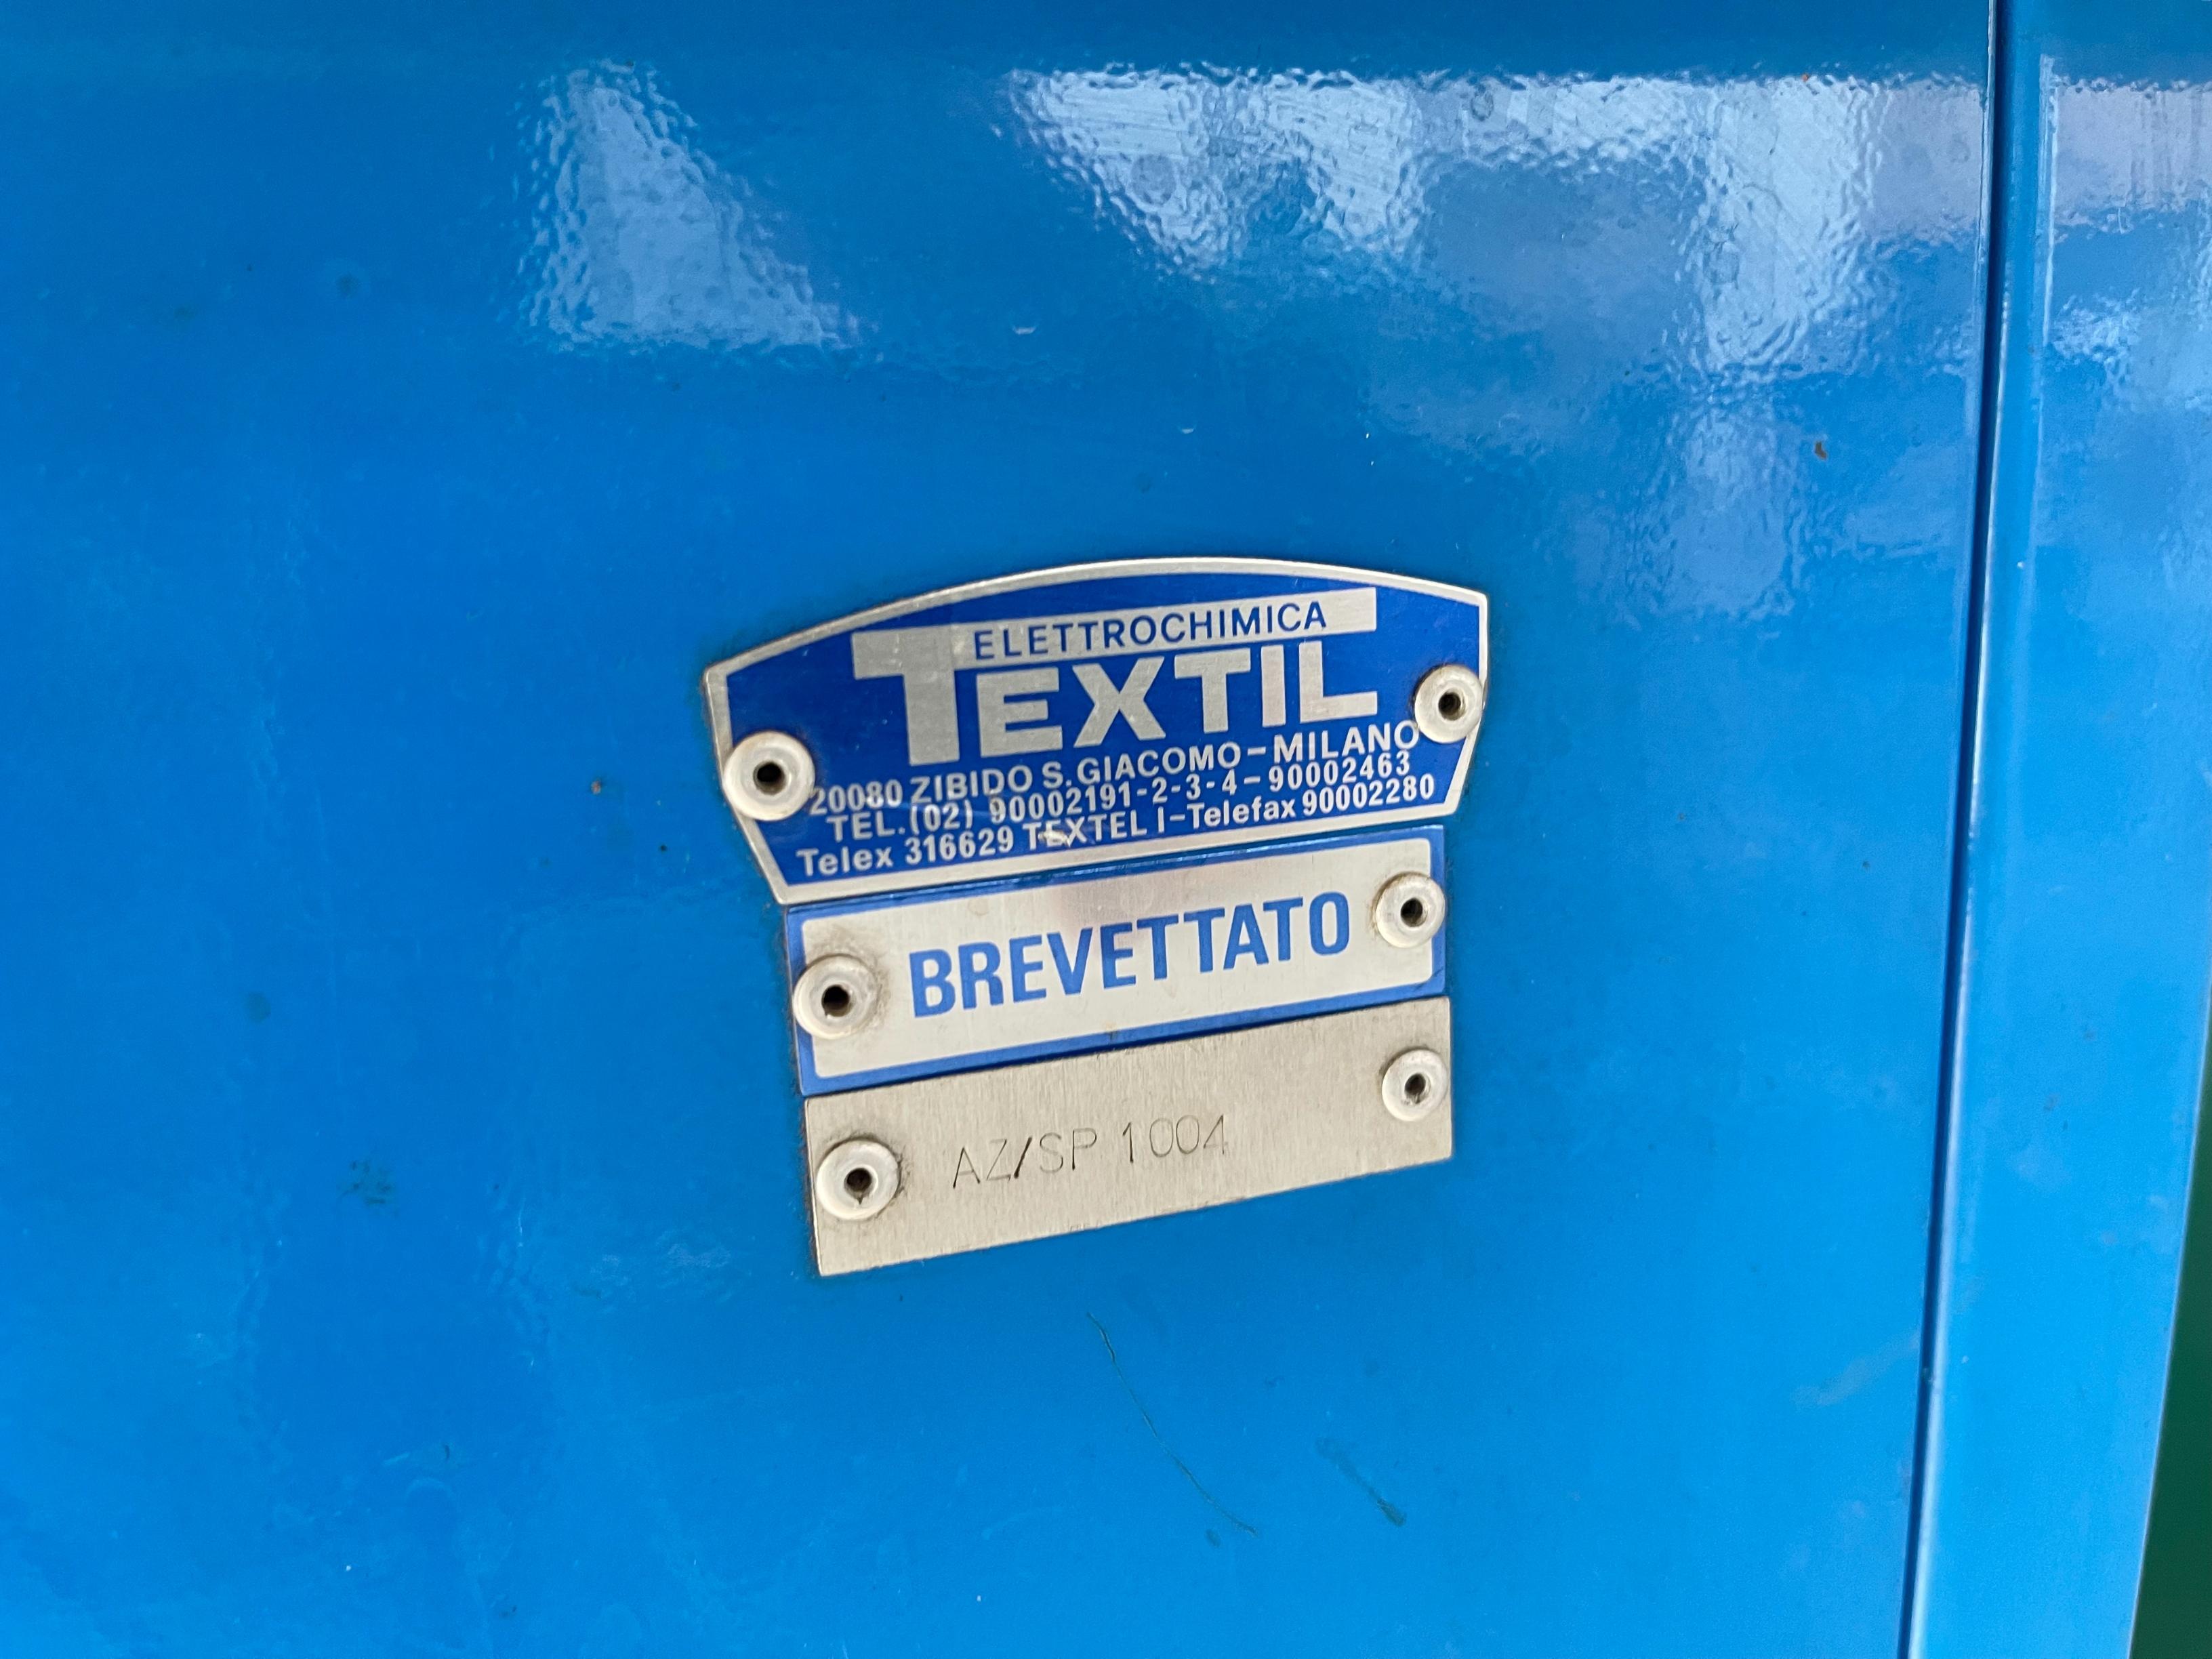 ELETTROCHIMICA
TEXTIL
20080 ZIBIDO S. GIACOMO - MILANO
TEL. (02) 90002191-2-3-4 - 90002463
Telex 316629 TEXTEL I - Telefax 90002280
BREVETTATO
AZ/SP 1004